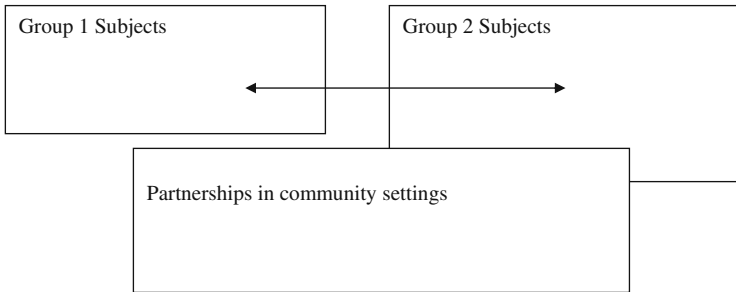 Group 1 Subjects
Group 2 Subjects
Partnerships in community settings